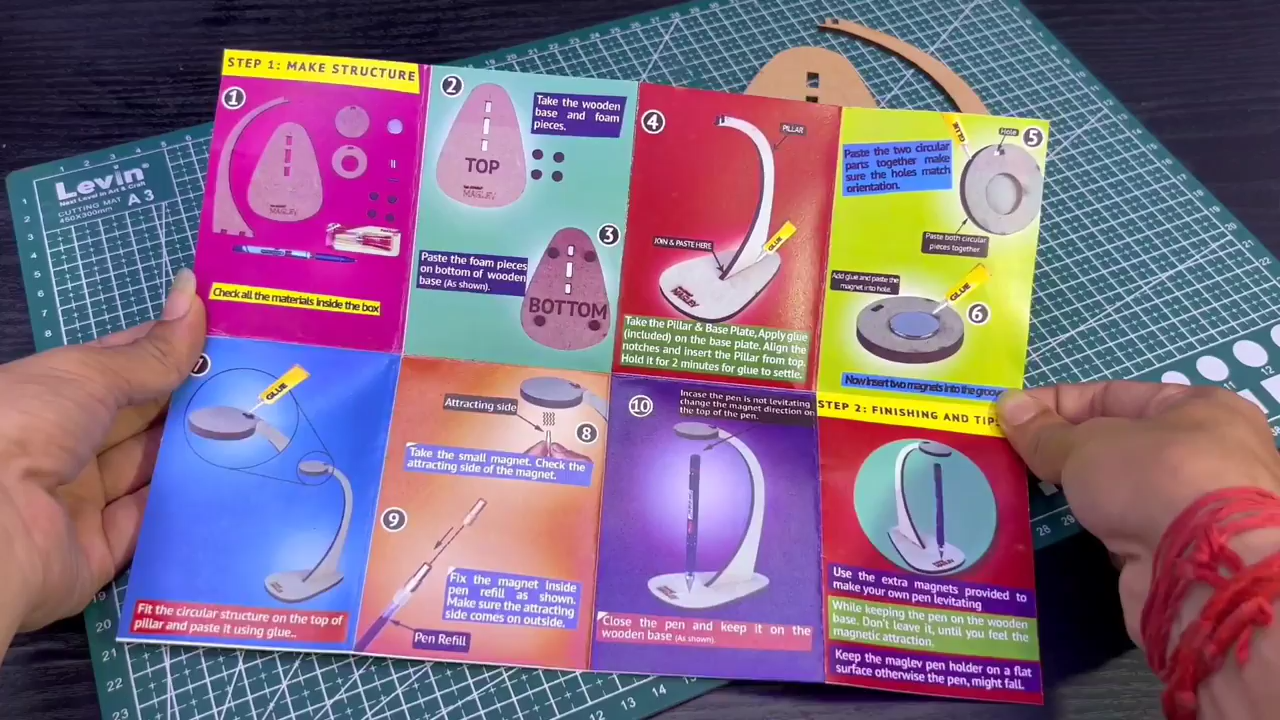 STEP 1: MAKE STRUCTURE
1
Check all the materials inside the box
2
Take the wooden
base and foam
pieces.
TOP
MAGLEV
3
Paste the foam pieces
on bottom of wooden
base (As shown).
BOTTOM
4
PILLAR
JOIN & PASTE HERE
GLUE
MAGLEV
Take the Pillar & Base Plate, Apply glue
(included) on the base plate. Align the
notches and insert the Pillar from top.
Hold it for 2 minutes for glue to settle.
5
GLUE
Hole
Paste the two circular
parts together make
sure the holes match
orientation.
Paste both circular
pieces together
Add glue and paste the
magnet into hole.
GLUE
6
Now insert two magnets into the groove
GLUE
Fit the circular structure on the top of
pillar and paste it using glue..
Attracting side
8
Take the small magnet. Check the
attracting side of the magnet.
9
Fix the magnet inside
pen refill as shown.
Make sure the attracting
side comes on outside.
Pen Refill
10
Incase the pen is not levitating
change the magnet direction on
the top of the pen.
Close the pen and keep it on the
wooden base (As shown).
STEP 2: FINISHING AND TIPS
Use the extra magnets provided to
make your own pen levitating
While keeping the pen on the wooden
base. Don't leave it, until you feel the
magnetic attraction.
Keep the maglev pen holder on a flat
surface otherwise the pen, might fall.
Levin
Next Level in Art & Craft
CUTTING MAT
450X300mm
A3